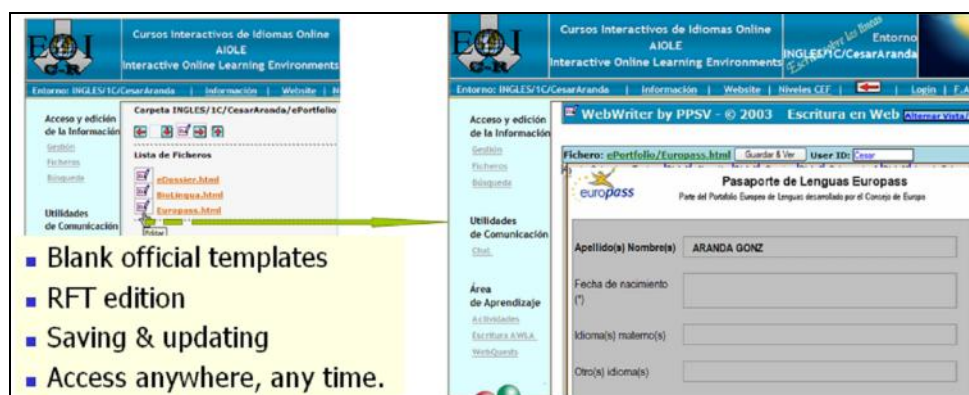 EOI
G-R
Cursos Interactivos de Idiomas Online
AIOLE
Interactive Online Learning Environments
Entorno: INGLES/1C/CesarAranda | Información | Website |
Acceso y edición
de la Información
Gestión
Ficheros
Búsqueda
Utilidades
de Comunicación
Carpeta INGLES/1C/CesarAranda/ePortfolio
Lista de Ficheros
eDossier.html
BioLingua.html
Europass.html
Editar
Blank official templates
RFT edition
Saving & updating
Access anywhere, any time.
EOI
G-R
Cursos Interactivos de Idiomas Online
AIOLE
Interactive Online Learning Environments
Entorno
INGLES/1C/CesarAranda
Entorno: INGLES/1C/CesarAranda | Información | Website | Niveles CEF | Login |
Acceso y edición
de la Información
Gestión
Ficheros
Búsqueda
Utilidades
de Comunicación
Chat
Área
de Aprendizaje
Actividades
Escritura AWLA
WebQuests
WebWriter by PPSV - © 2003 Escritura en Web Alternar Vista/
Fichero: ePortfolio/Europass.html Guardar & Ver User ID: Cesar
europass
Pasaporte de Lenguas Europass
Parte del Portafolio Europeo de Lenguas desarrollado por el Consejo de Europa
Apellido(s) Nombre(s) ARANDA GONZ
Fecha de nacimiento
(*)
Idioma(s) materno(s)
Otro(s) idioma(s)